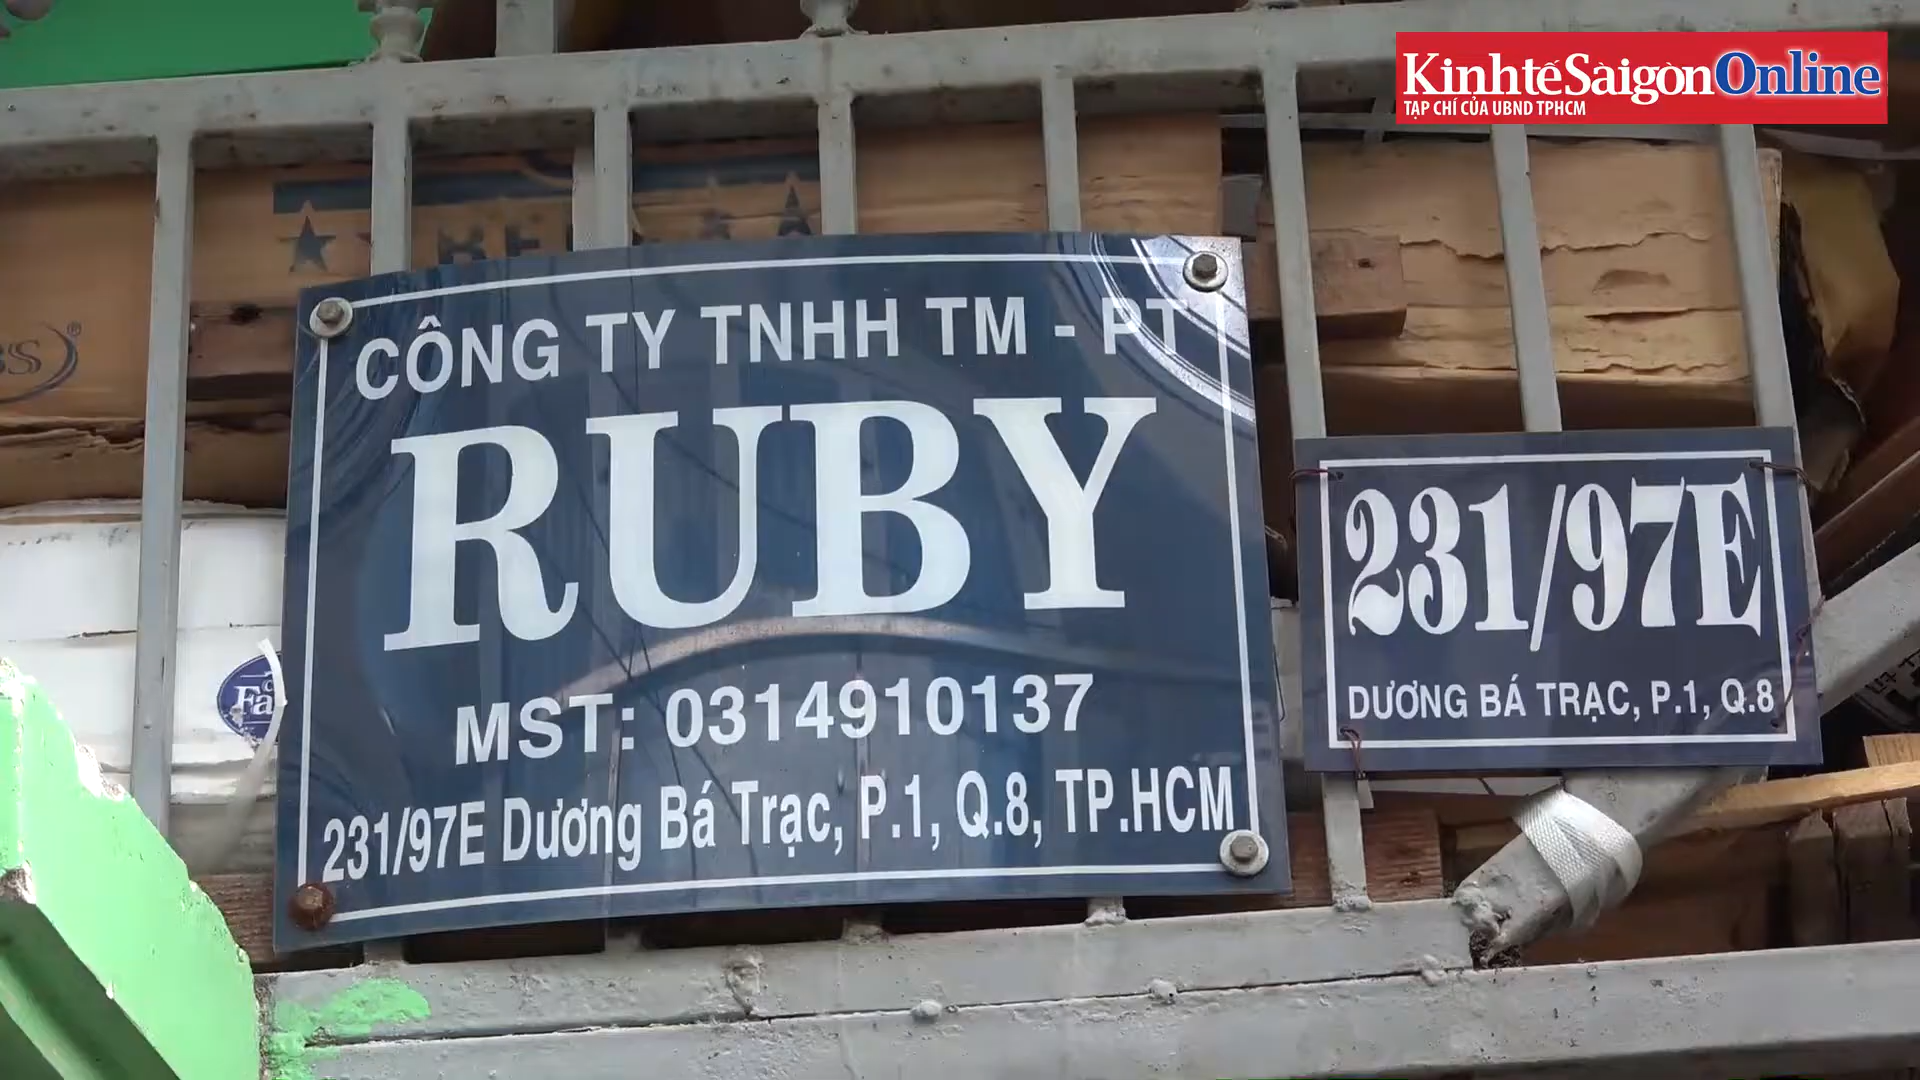 KinhtếSàigònOnline
TẠP CHÍ CỦA UBND TPHCM
CÔNG TY TNHH TM - PT
RUBY
MST: 0314910137
231/97E Dương Bá Trạc, P.1, Q.8, TP.HCM
231/97E
DƯƠNG BÁ TRẠC, P.1, Q.8